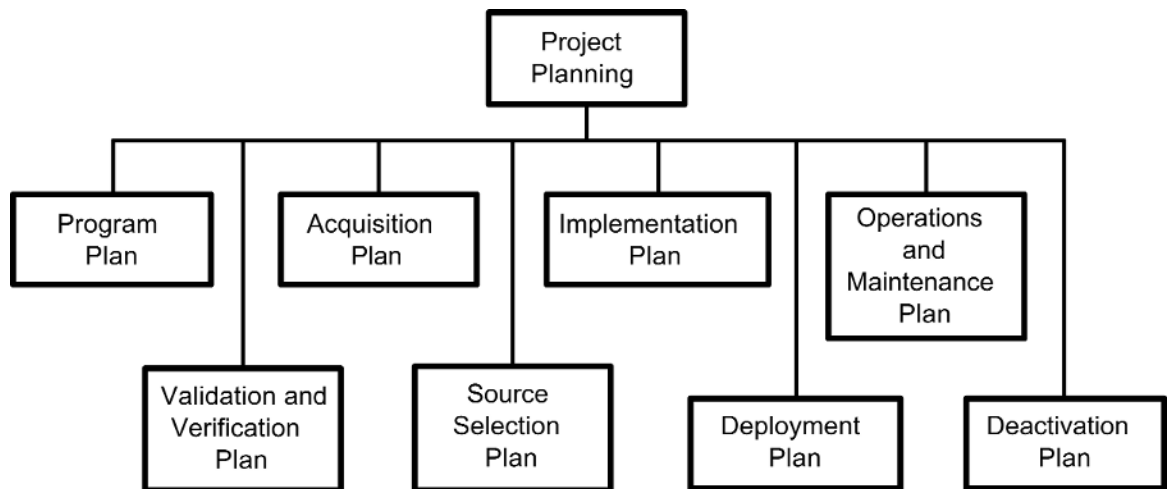 Project
Planning
Program
Plan
Acquisition
Plan
Implementation
Plan
Operations
and
Maintenance
Plan
Validation and
Verification
Plan
Source
Selection
Plan
Deployment
Plan
Deactivation
Plan